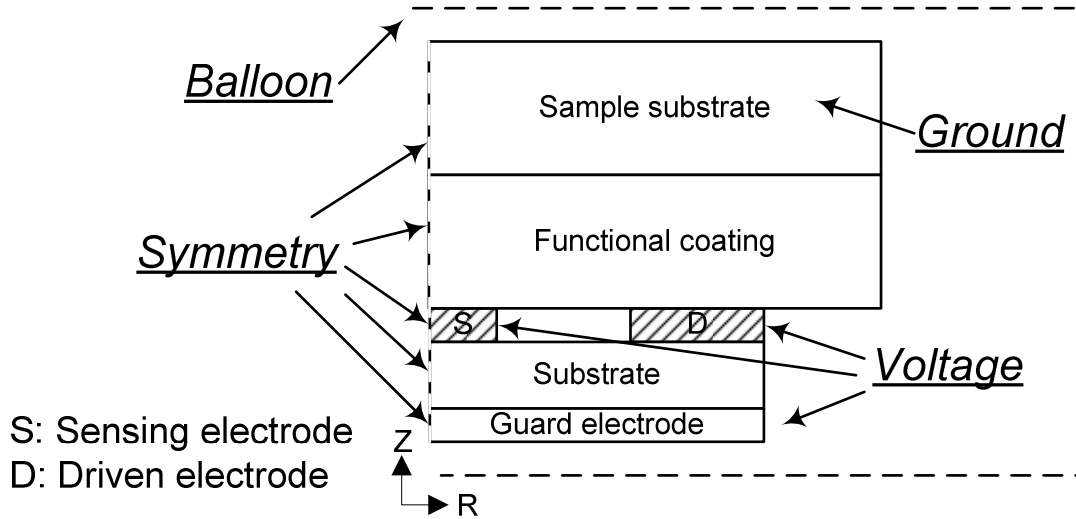 Balloon
Sample substrate
Ground
Functional coating
Symmetry
S
D
Voltage
Substrate
Guard electrode
S: Sensing electrode
D: Driven electrode
Z
R